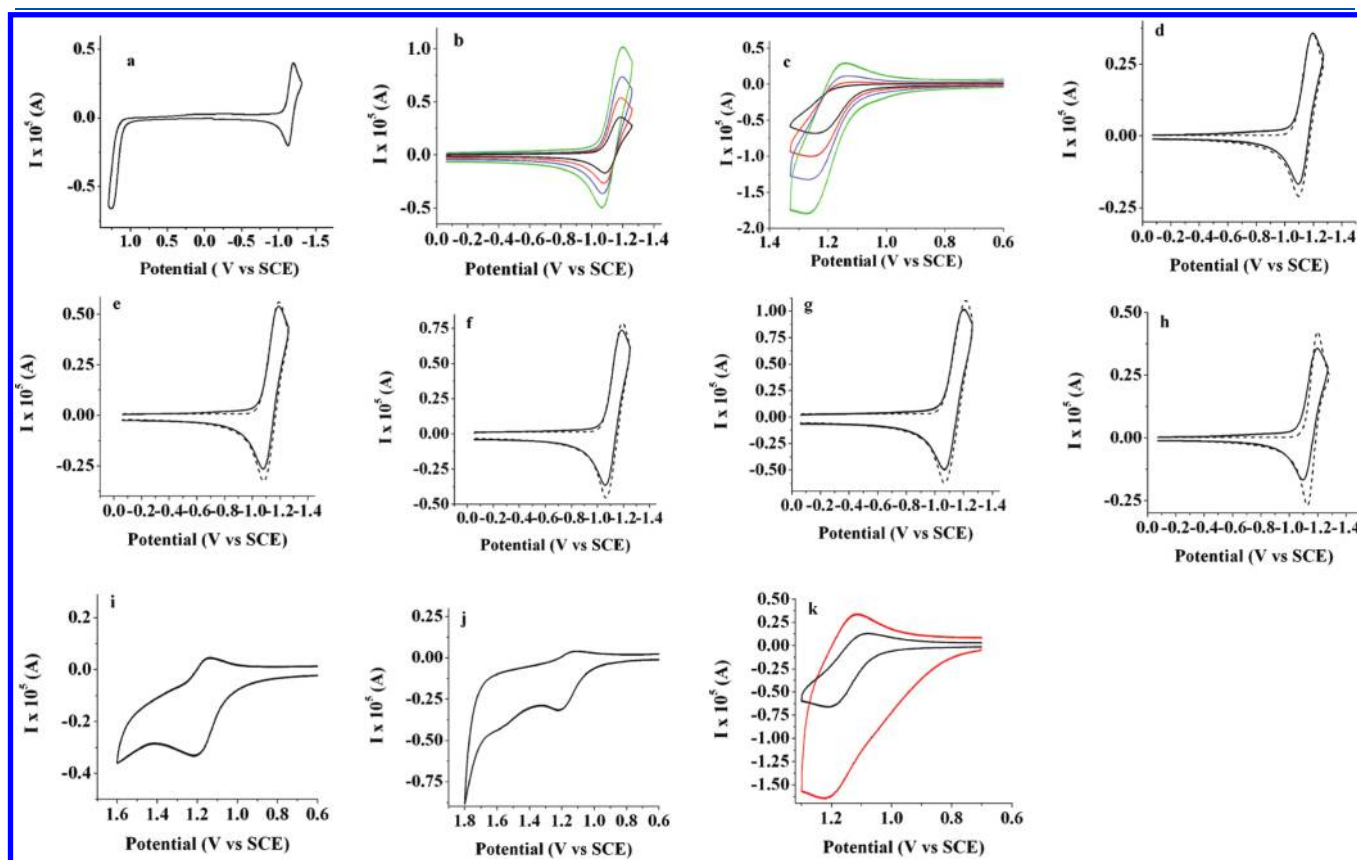 a
I x 10⁵ (A)
0.5
0.0
-0.5
1.0 0.5 0.0 -0.5 -1.0 -1.5
Potential ( V vs SCE)
b
I x 10⁵ (A)
1.0
0.5
0.0
-0.5
0.0 -0.2 -0.4 -0.6 -0.8 -1.0 -1.2 -1.4
Potential (V vs SCE)
c
I x 10⁵ (A)
0.5
0.0
-0.5
-1.0
-1.5
-2.0
1.4 1.2 1.0 0.8 0.6
Potential (V vs SCE)
d
I x 10⁵ (A)
0.25
0.00
-0.25
0.0 -0.2 -0.4 -0.6 -0.8 -1.0 -1.2 -1.4
Potential (V vs SCE)
e
I x 10⁵ (A)
0.50
0.25
0.00
-0.25
0.0 -0.2 -0.4 -0.6 -0.8 -1.0 -1.2 -1.4
Potential (V vs SCE)
f
I x 10⁵ (A)
0.75
0.50
0.25
0.00
-0.25
-0.50
0.0 -0.2 -0.4 -0.6 -0.8 -1.0 -1.2 -1.4
Potential (V vs SCE)
g
I x 10⁵ (A)
1.00
0.75
0.50
0.25
0.00
-0.25
-0.50
0.0 -0.2 -0.4 -0.6 -0.8 -1.0 -1.2 -1.4
Potential (V vs SCE)
h
I x 10⁵ (A)
0.50
0.25
0.00
-0.25
0.0 -0.2 -0.4 -0.6 -0.8 -1.0 -1.2 -1.4
Potential (V vs SCE)
i
I x 10⁵ (A)
0.2
0.0
-0.2
-0.4
1.6 1.4 1.2 1.0 0.8 0.6
Potential (V vs SCE)
j
I x 10⁵ (A)
0.25
0.00
-0.25
-0.50
-0.75
1.8 1.6 1.4 1.2 1.0 0.8 0.6
Potential (V vs SCE)
k
I x 10⁵ (A)
0.50
0.25
0.00
-0.25
-0.50
-0.75
-1.00
-1.25
-1.50
1.2 1.0 0.8 0.6
Potential (V vs SCE)